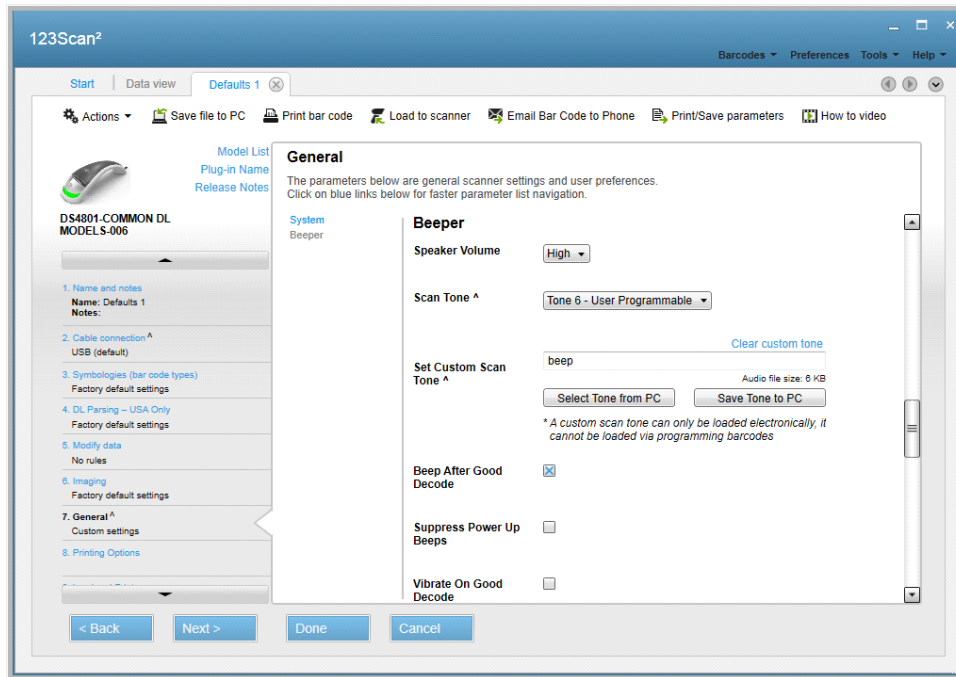 123Scan²
Barcodes Preferences Tools Help
Start Data view Defaults 1
Actions Save file to PC Print bar code Load to scanner Email Bar Code to Phone Print/Save parameters How to video
Model List
Plug-in Name
Release Notes
DS4801-COMMON DL
MODELS-006
1. Name and notes
Name: Defaults 1
Notes:
2. Cable connection ^
USB (default)
3. Symbologies (bar code types)
Factory default settings
4. DL Parsing – USA Only
Factory default settings
5. Modify data
No rules
6. Imaging
Factory default settings
7. General ^
Custom settings
8. Printing Options
General
The parameters below are general scanner settings and user preferences.
Click on blue links below for faster parameter list navigation.
System
Beeper
Beeper
Speaker Volume High
Scan Tone ^ Tone 6 - User Programmable
Clear custom tone
Set Custom Scan
Tone ^
beep
Audio file size: 6 KB
Select Tone from PC Save Tone to PC
* A custom scan tone can only be loaded electronically, it
cannot be loaded via programming barcodes
Beep After Good
Decode
Suppress Power Up
Beeps
Vibrate On Good
Decode
< Back Next > Done Cancel